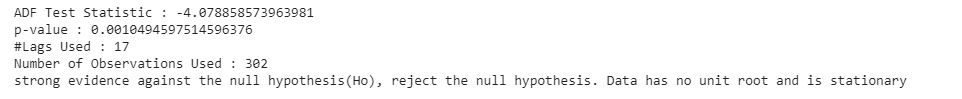 ADF Test Statistic : -4.078858573963981
p-value : 0.0010494597514596376
#Lags Used : 17
Number of Observations Used : 302
strong evidence against the null hypothesis(Ho), reject the null hypothesis. Data has no unit root and is stationary